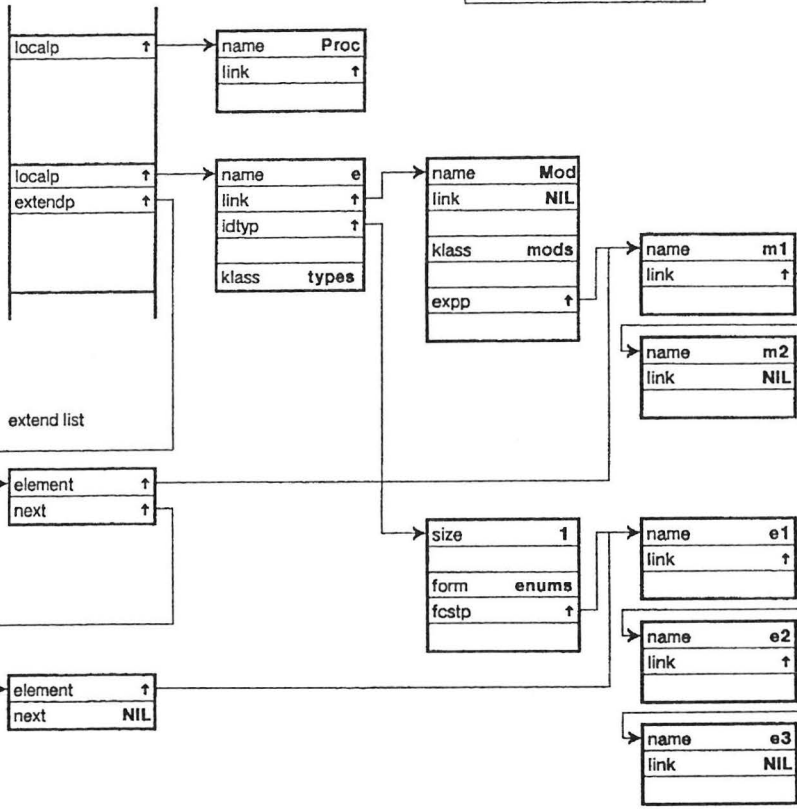 localp ↑
name Proc
link ↑
localp ↑
extendp ↑
name e
link ↑
idtyp ↑
klass types
name Mod
link NIL
klass mods
expp ↑
name m1
link ↑
name m2
link NIL
extend list
element ↑
next ↑
size 1
form enums
fcstp ↑
name e1
link ↑
name e2
link ↑
element ↑
next NIL
name e3
link NIL